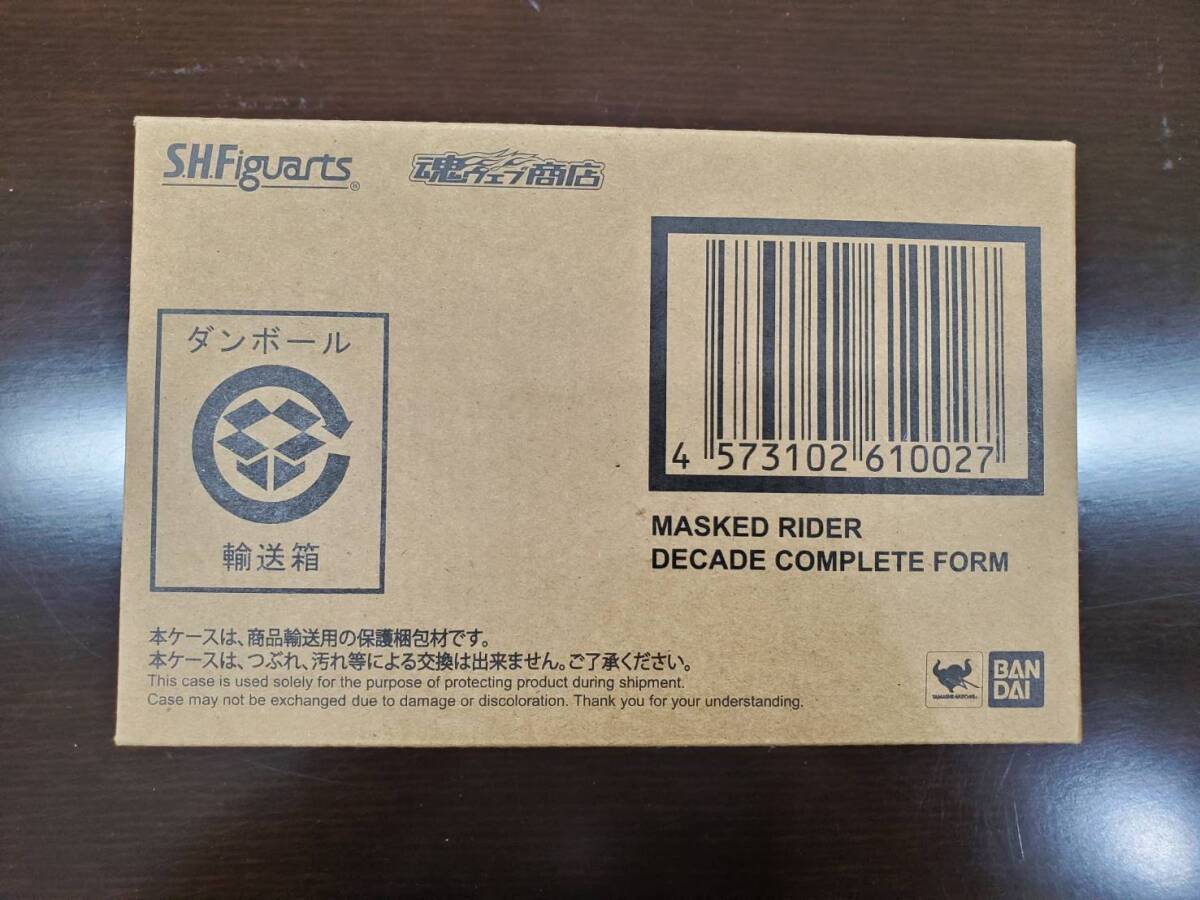 S.H.Figuarts®
魂ウェブ商店
4 573102 610027
MASKED RIDER
DECADE COMPLETE FORM
ダンボール
輸送箱
本ケースは、商品輸送用の保護梱包材です。
本ケースは、つぶれ、汚れ等による交換は出来ません。ご了承ください。
This case is used solely for the purpose of protecting product during shipment.
Case may not be exchanged due to damage or discoloration. Thank you for your understanding.
TAMASHII NATIONS
BAN
DAI